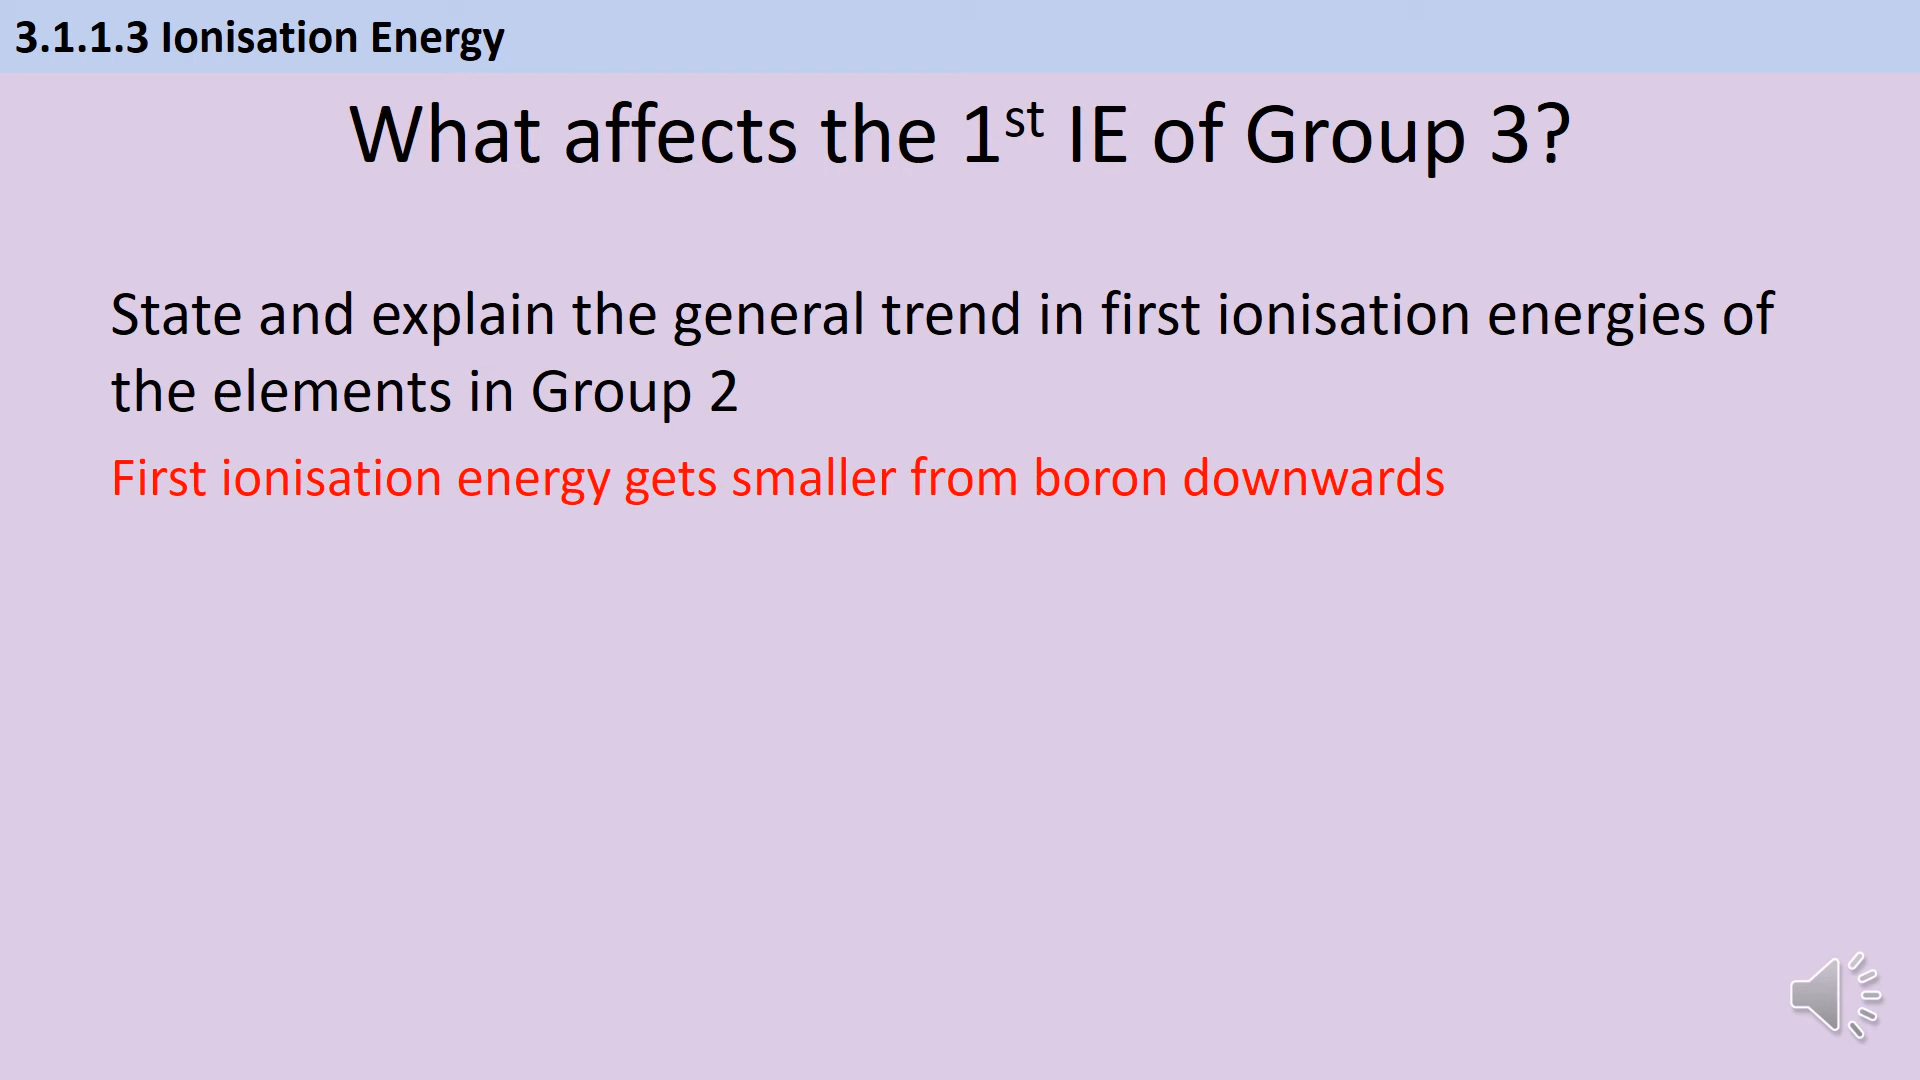 3.1.1.3 Ionisation Energy
What affects the 1st IE of Group 3?
State and explain the general trend in first ionisation energies of
the elements in Group 2
First ionisation energy gets smaller from boron downwards